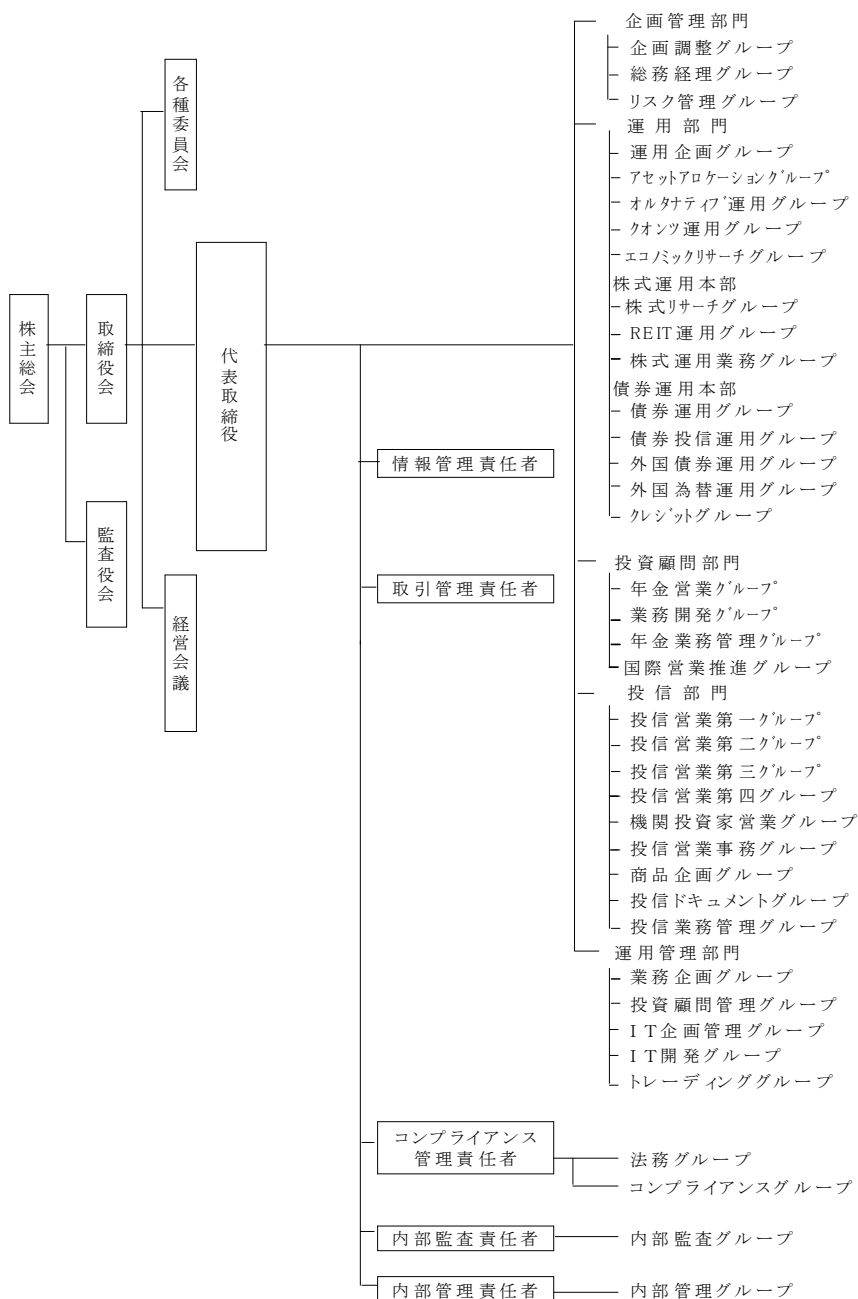 株主総会
取締役会
監査役会
各種委員会
経営会議
代表取締役
情報管理責任者
取引管理責任者
コンプライアンス
管理責任者
内部監査責任者
内部管理責任者
企画管理部門
企画調整グループ
総務経理グループ
リスク管理グループ
運用部門
運用企画グループ
アセットアロケーショングループ
オルタナティブ運用グループ
クオンツ運用グループ
エコノミックリサーチグループ
株式運用本部
株式リサーチグループ
REIT運用グループ
株式運用業務グループ
債券運用本部
債券運用グループ
債券投信運用グループ
外国債券運用グループ
外国為替運用グループ
クレジットグループ
投資顧問部門
年金営業グループ
業務開発グループ
年金業務管理グループ
国際営業推進グループ
投信部門
投信営業第一グループ
投信営業第二グループ
投信営業第三グループ
投信営業第四グループ
機関投資家営業グループ
投信営業事務グループ
商品企画グループ
投信ドキュメントグループ
投信業務管理グループ
運用管理部門
業務企画グループ
投資顧問管理グループ
IT企画管理グループ
IT開発グループ
トレーディンググループ
法務グループ
コンプライアンスグループ
内部監査グループ
内部管理グループ